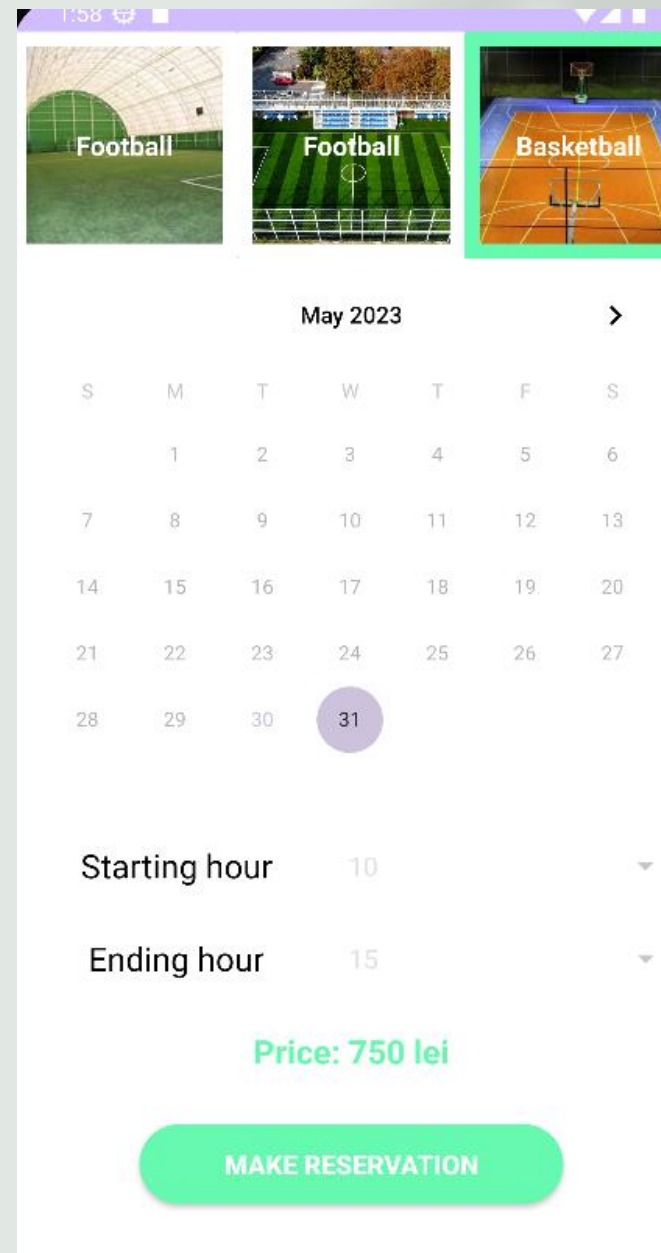 1:58
Football Football Basketball
May 2023
S M T W T F S
1 2 3 4 5 6
7 8 9 10 11 12 13
14 15 16 17 18 19 20
21 22 23 24 25 26 27
28 29 30 31
Starting hour 10
Ending hour 15
Price: 750 lei
MAKE RESERVATION